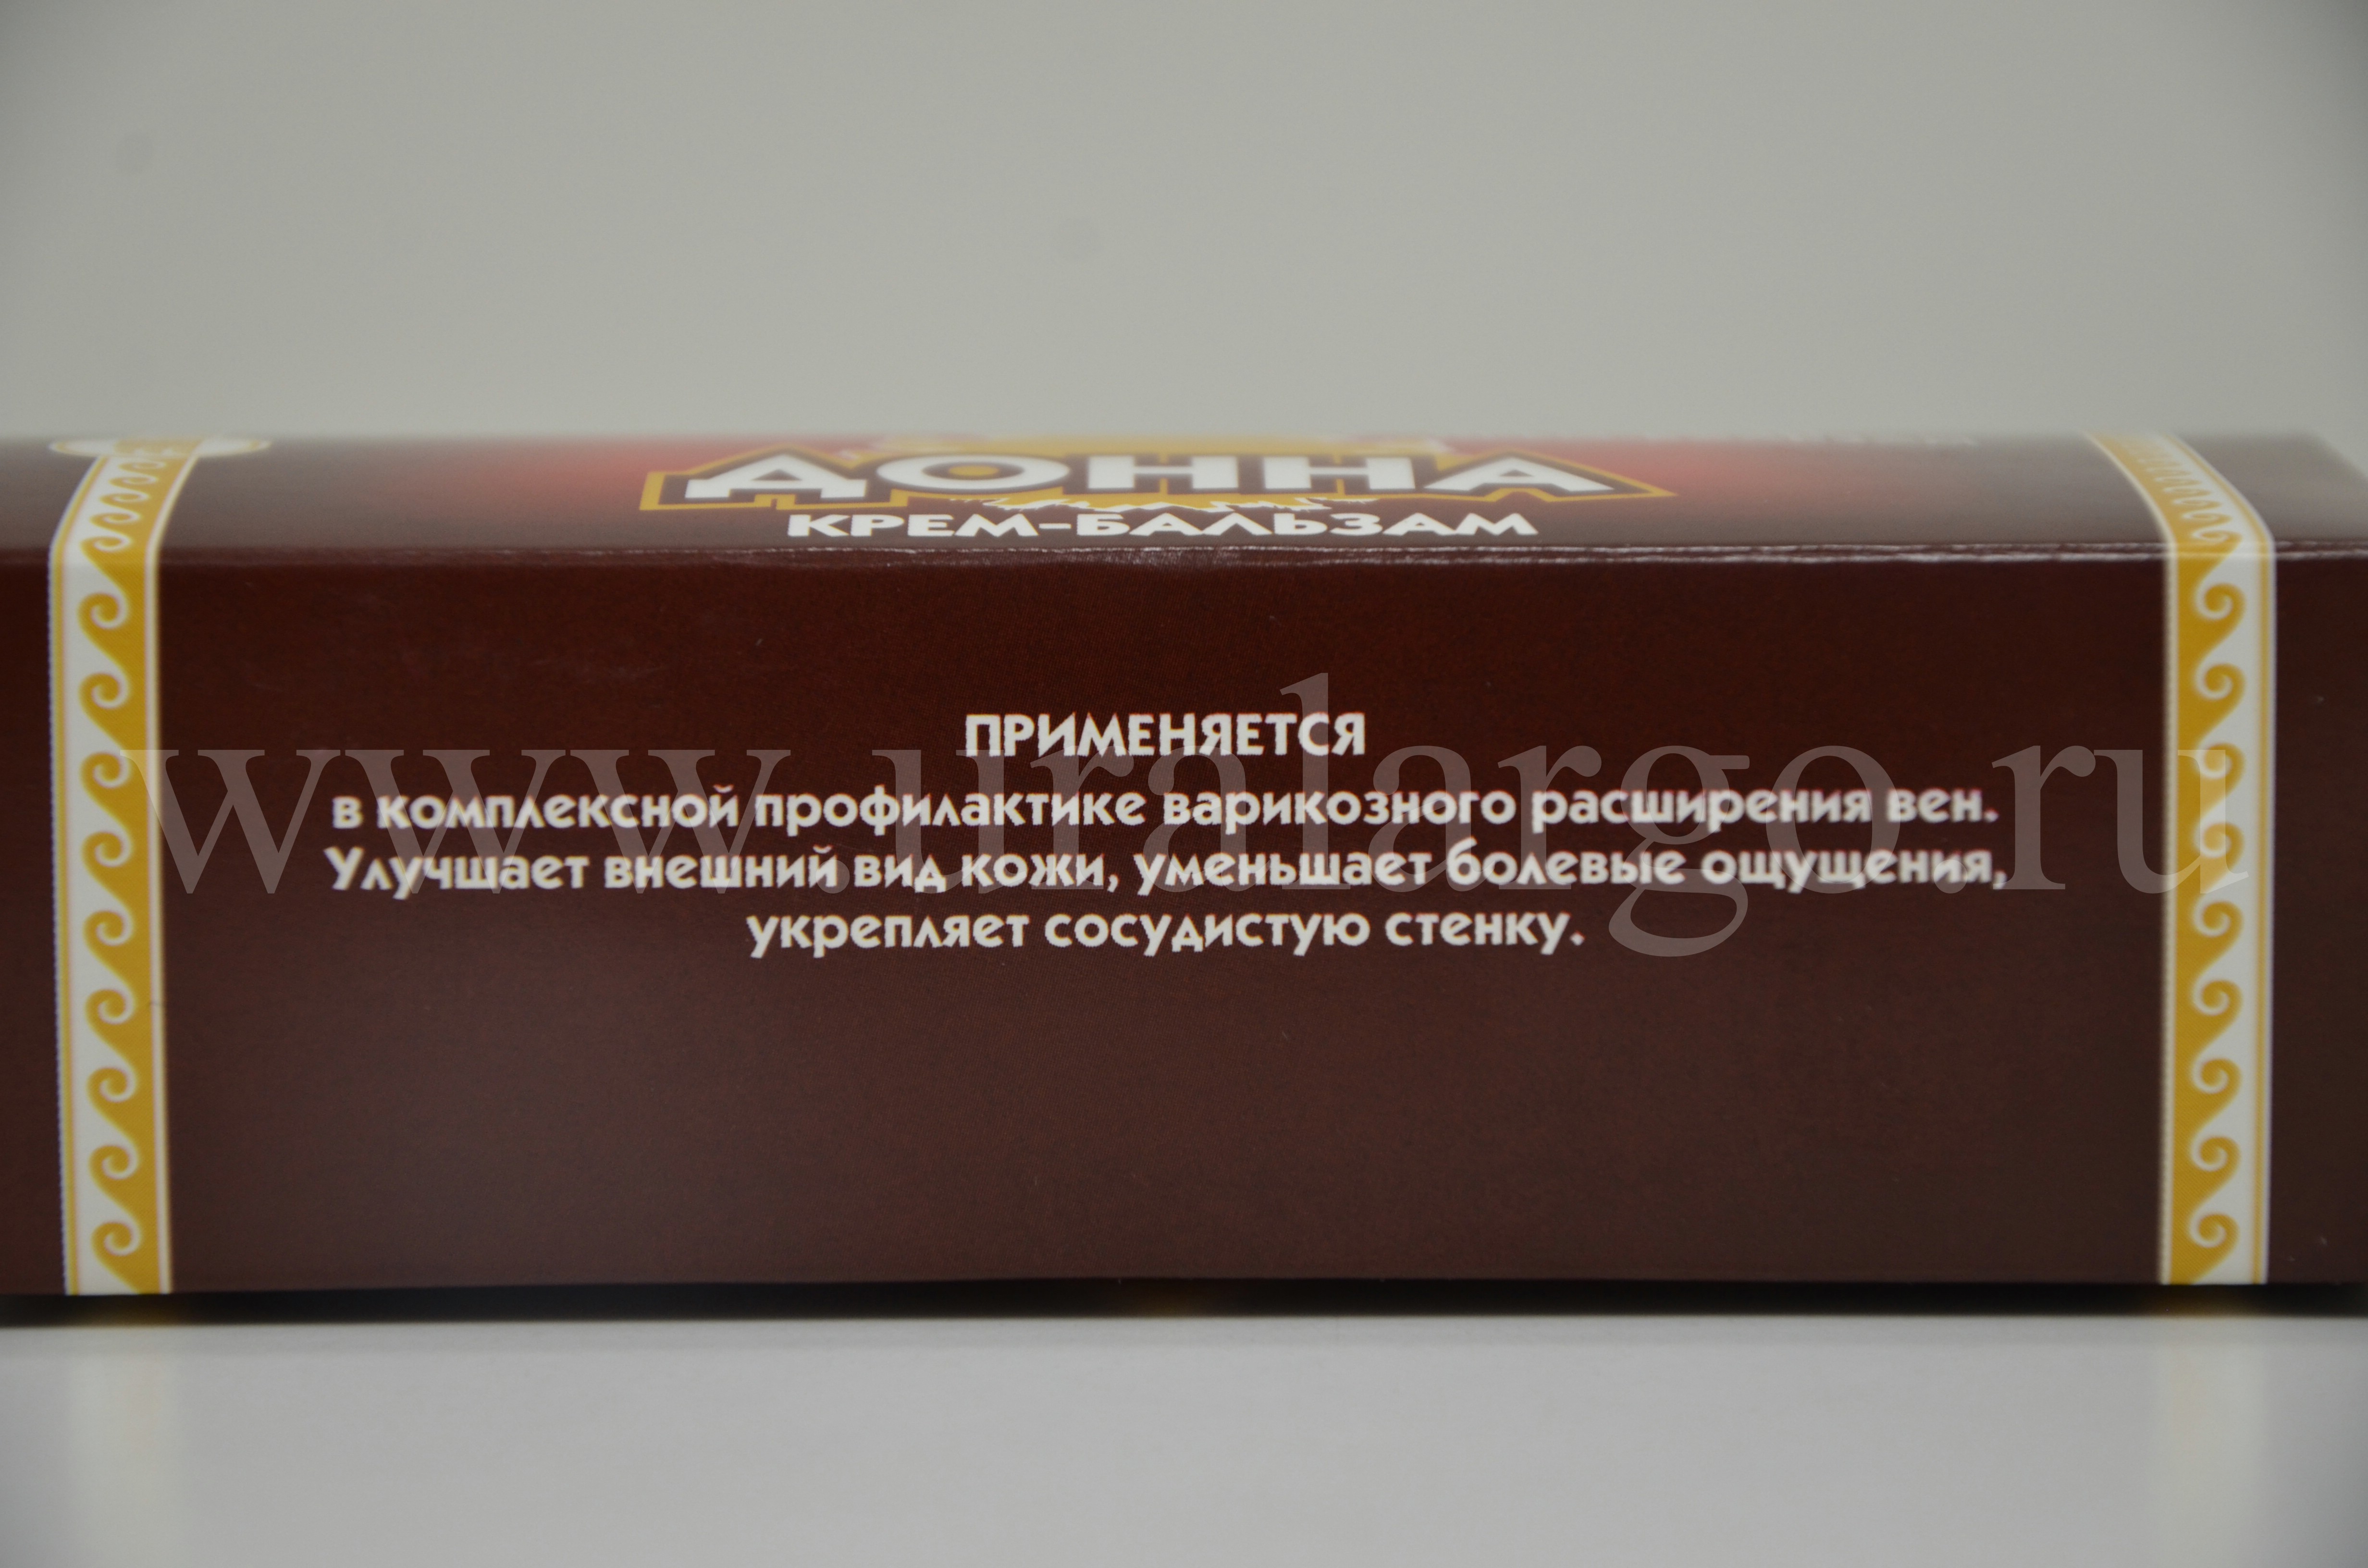 ДОННА
КРЕМ-БАЛЬЗАМ
ПРИМЕНЯЕТСЯ
в комплексной профилактике варикозного расширения вен.
Улучшает внешний вид кожи, уменьшает болевые ощущения,
укрепляет сосудистую стенку.
www.uralargo.ru